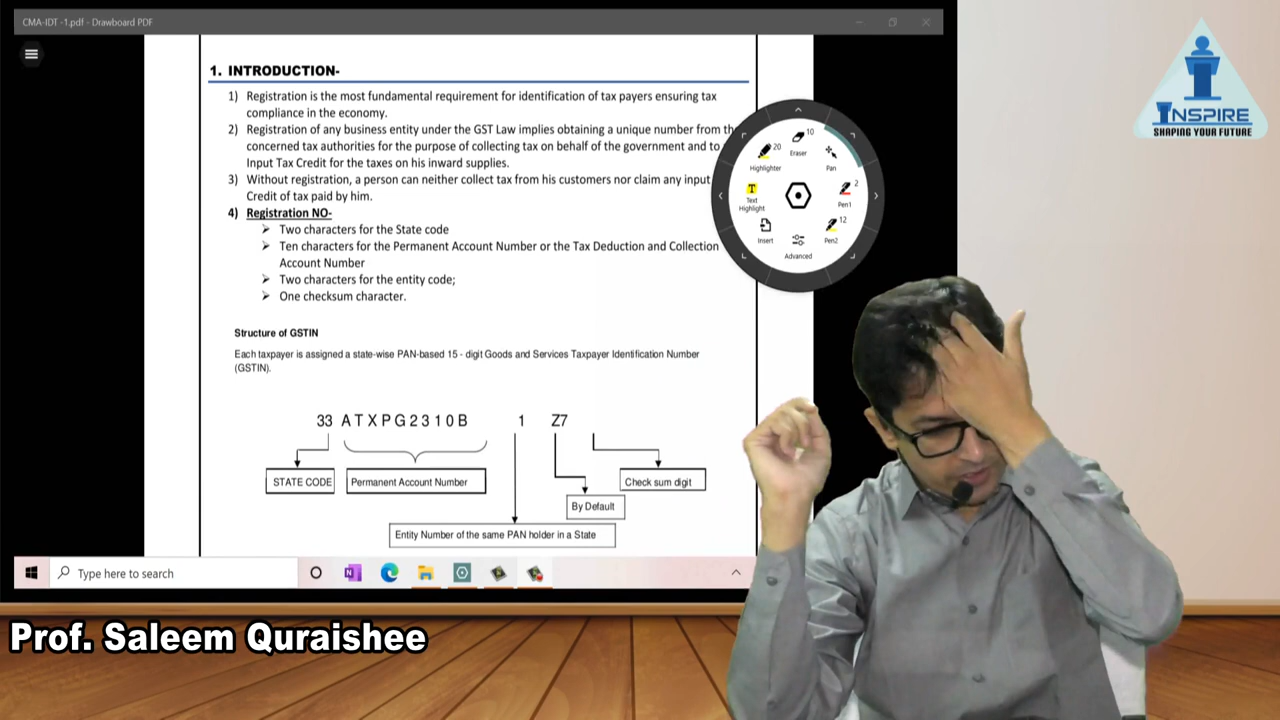 CMA-IDT -1.pdf - Drawboard PDF
1. INTRODUCTION-
1) Registration is the most fundamental requirement for identification of tax payers ensuring tax
compliance in the economy.
2) Registration of any business entity under the GST Law implies obtaining a unique number from th
concerned tax authorities for the purpose of collecting tax on behalf of the government and to
Input Tax Credit for the taxes on his inward supplies.
3) Without registration, a person can neither collect tax from his customers nor claim any input
Credit of tax paid by him.
4) Registration NO-
➢ Two characters for the State code
➢ Ten characters for the Permanent Account Number or the Tax Deduction and Collection
Account Number
➢ Two characters for the entity code;
➢ One checksum character.
Structure of GSTIN
Each taxpayer is assigned a state-wise PAN-based 15 - digit Goods and Services Taxpayer Identification Number
(GSTIN).
33 A T X P G 2 3 1 0 B 1 Z7
STATE CODE Permanent Account Number Check sum digit
By Default
Entity Number of the same PAN holder in a State
10
Eraser
20
Highlighter
Pan
T
Text
Highlight
2
Pen1
Insert
12
Pen2
Advanced
Type here to search
N
INSPIRE
SHAPING YOUR FUTURE
Prof. Saleem Quraishee